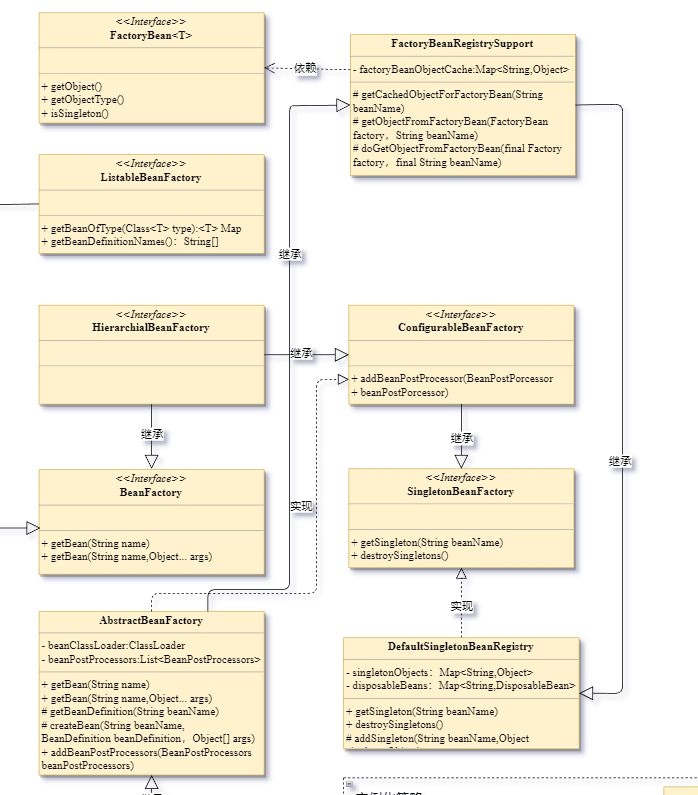 <<Interface>>
FactoryBean<T>
+ getObject()
+ getObjectType()
+ isSingleton()
依赖
FactoryBeanRegistrySupport
- factoryBeanObjectCache:Map<String,Object>
# getCachedObjectForFactoryBean(String
beanName)
# getObjectFromFactoryBean(FactoryBean
factory，String beanName)
# doGetObjectFromFactoryBean(final Factory
factory，final String beanName)
<<Interface>>
ListableBeanFactory
+ getBeanOfType(Class<T> type):<T> Map
+ getBeanDefinitionNames()：String[]
继承
<<Interface>>
HierarchialBeanFactory
继承
<<Interface>>
ConfigurableBeanFactory
+ addBeanPostProcessor(BeanPostPorcessor
+ beanPostPorcessor)
继承
继承
继承
<<Interface>>
BeanFactory
+ getBean(String name)
+ getBean(String name,Object... args)
实现
<<Interface>>
SingletonBeanFactory
+ getSingleton(String beanName)
+ destroySingletons()
实现
AbstractBeanFactory
- beanClassLoader:ClassLoader
- beanPostProcessors:List<BeanPostProcessors>
+ getBean(String name)
+ getBean(String name,Object... args)
# getBeanDefinition(String beanName)
# createBean(String beanName,
BeanDefinition beanDefinition，Object[] args)
+ addBeanPostProcessors(BeanPostProcessors
beanPostProcessors)
DefaultSingletonBeanRegistry
- singletonObjects：Map<String,Object>
- disposableBeans：Map<String,DisposableBean>
+ getSingleton(String beanName)
+ destroySingletons()
# addSingleton(String beanName,Object